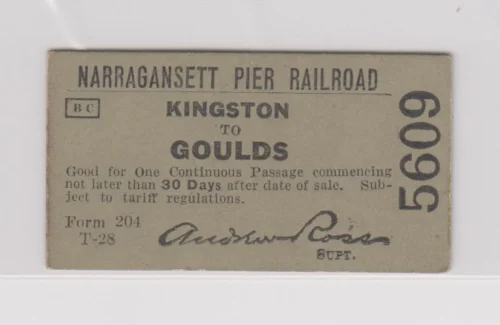 NARRAGANSETT PIER RAILROAD
BC
KINGSTON
TO
GOULDS
Good for One Continuous Passage commencing
not later than 30 Days after date of sale. Sub-
ject to tariff regulations.
Form 204
T-28
Andrew Ross
SUPT.
5609